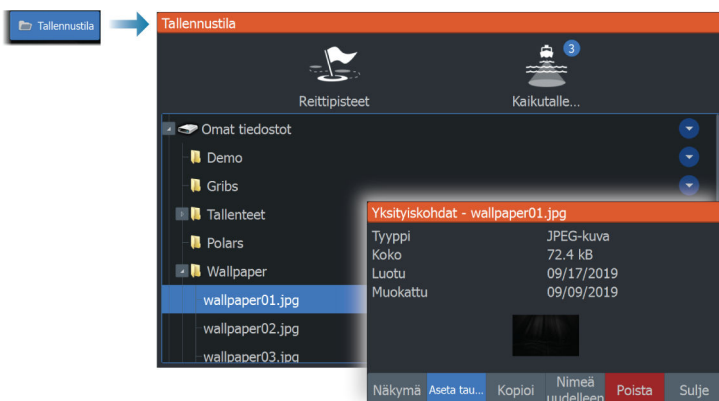 Tallennustila
Tallennustila
3
Reittipisteet
Kaikutalle...
Omat tiedostot
Demo
Gribs
Tallenteet
Polars
Wallpaper
wallpaper01.jpg
wallpaper02.jpg
wallpaper03.jpg
Yksityiskohdat - wallpaper01.jpg
Tyyppi JPEG-kuva
Koko 72.4 kB
Luotu 09/17/2019
Muokattu 09/09/2019
Näkymä Aseta tau... Kopioi Nimeä uudelleen Poista Sulje